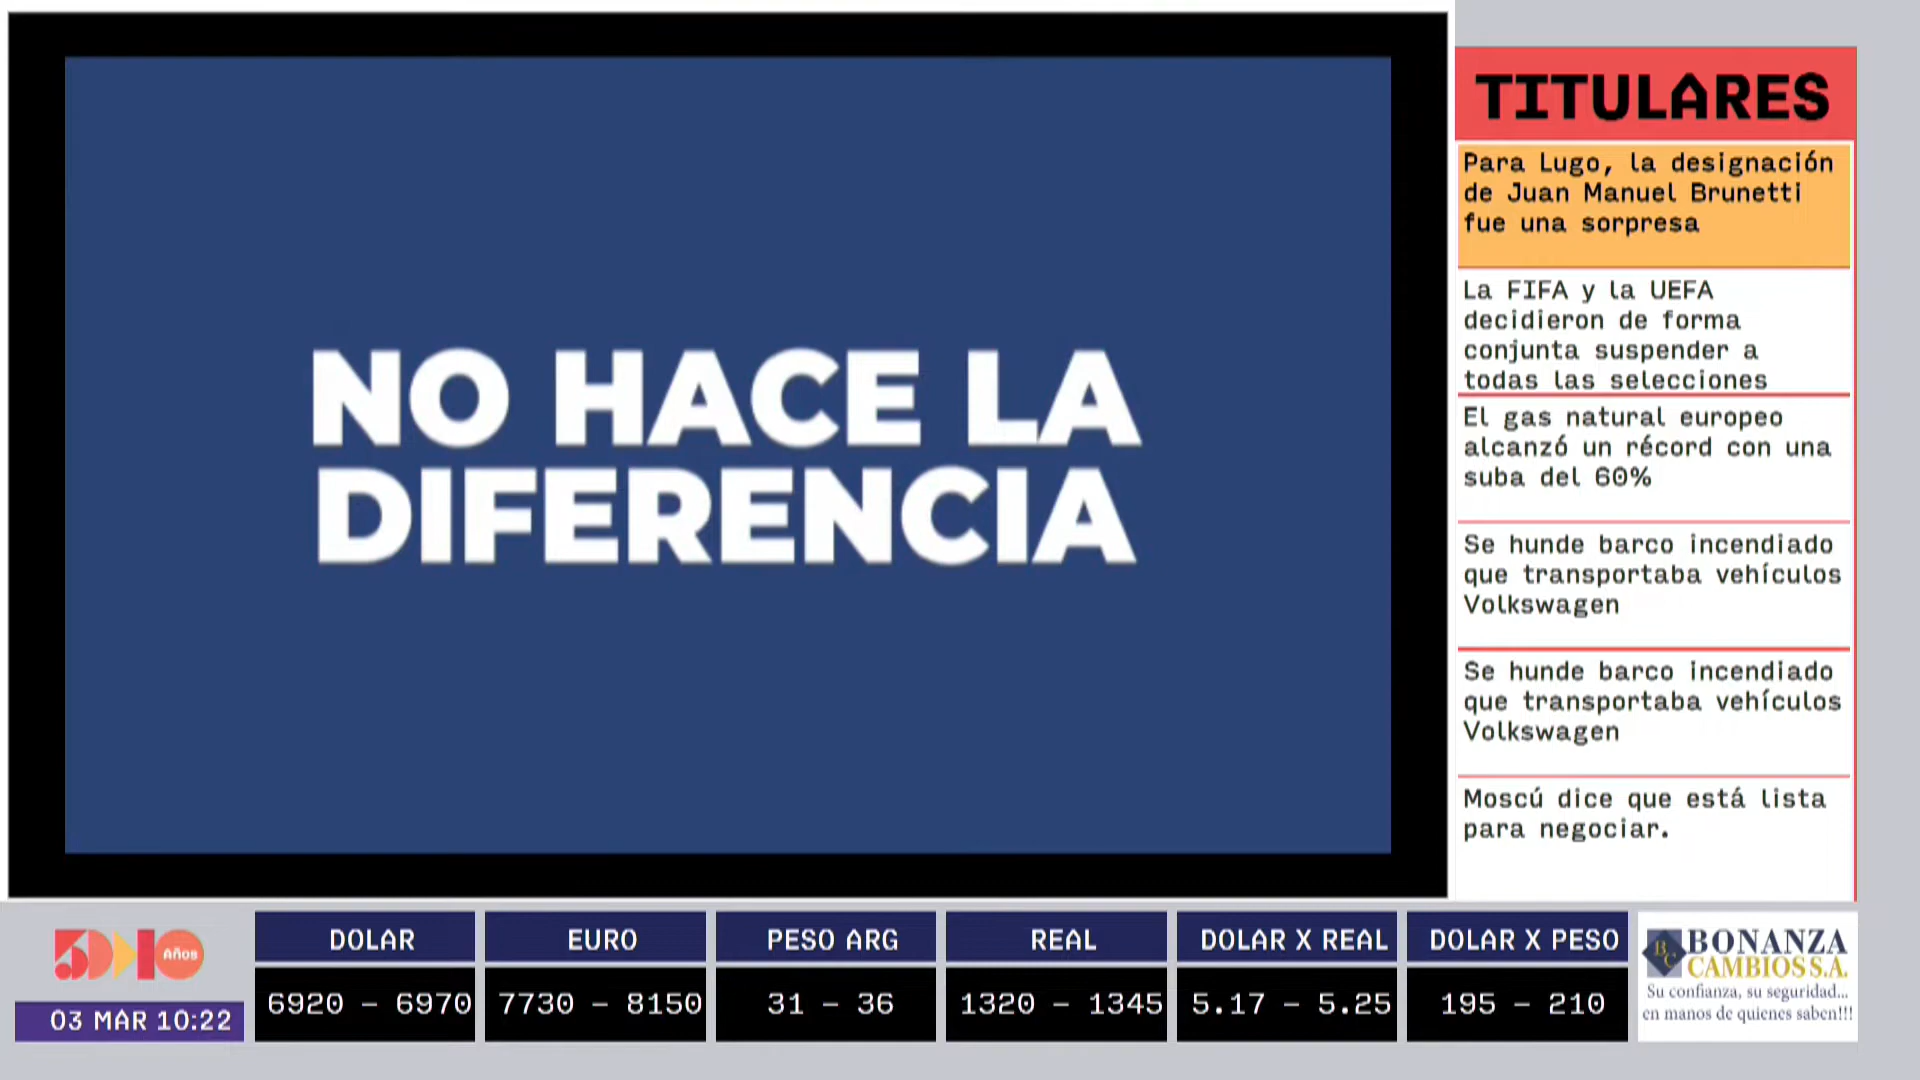 NO HACE LA
DIFERENCIA
TITULARES
Para Lugo, la designación
de Juan Manuel Brunetti
fue una sorpresa
La FIFA y la UEFA
decidieron de forma
conjunta suspender a
todas las selecciones
El gas natural europeo
alcanzó un récord con una
suba del 60%
Se hunde barco incendiado
que transportaba vehículos
Volkswagen
Se hunde barco incendiado
que transportaba vehículos
Volkswagen
Moscú dice que está lista
para negociar.
Años
03 MAR 10:22
DOLAR
6920 - 6970
EURO
7730 - 8150
PESO ARG
31 - 36
REAL
1320 - 1345
DOLAR X REAL
5.17 - 5.25
DOLAR X PESO
195 - 210
BC
BONANZA
CAMBIOS S.A.
Su confianza, su seguridad...
en manos de quienes saben!!!